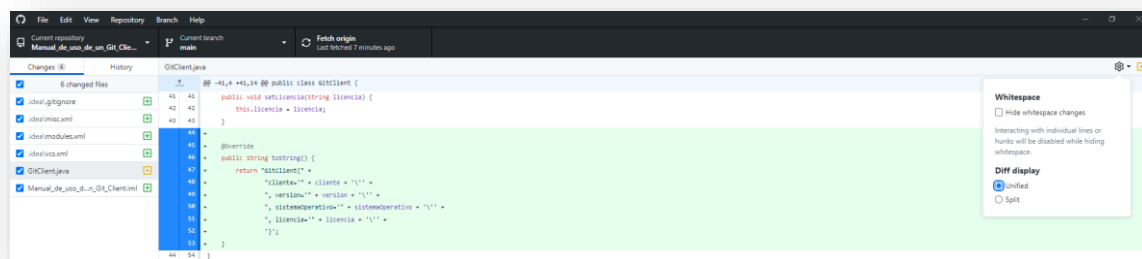 File Edit View Repository Branch Help
Current repository
Manual_de_uso_de_un_Git_Clie...
Current branch
main
Fetch origin
Last fetched 7 minutes ago
Changes 6 History
GitClient.java
6 changed files
.idea\.gitignore
.idea\misc.xml
.idea\modules.xml
.idea\vcs.xml
GitClient.java
Manual_de_uso_d...n_Git_Client.iml
@@ -41,4 +41,14 @@ public class GitClient {
41 41 public void setLicencia(String licencia) {
42 42 this.licencia = licencia;
43 43 }
44 +
45 + @Override
46 + public String toString() {
47 + return "GitClient{" +
48 + "cliente='" + cliente + '\'' +
49 + ", version='" + version + '\'' +
50 + ", sistemaOperativo='" + sistemaOperativo + '\'' +
51 + ", licencia='" + licencia + '\'' +
52 + '}';
53 + }
44 54 }
Whitespace
Hide whitespace changes
Interacting with individual lines or
hunks will be disabled while hiding
whitespace.
Diff display
Unified
Split